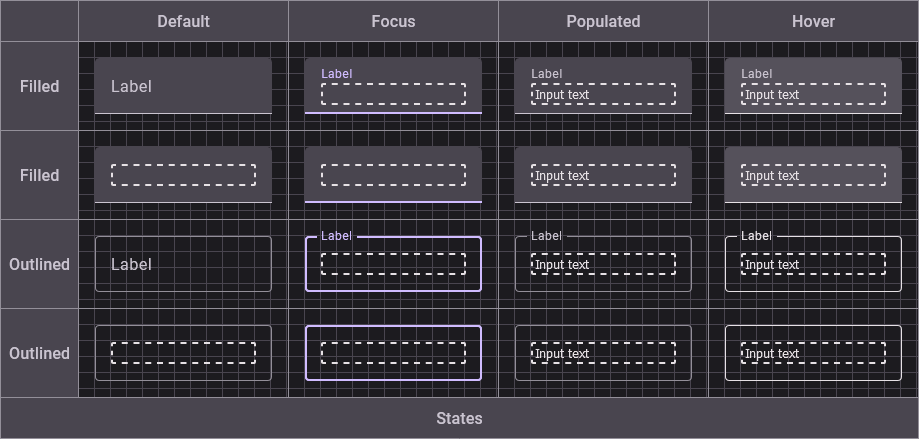 Default Focus Populated Hover
Filled Label Label Label Label
Input text Input text
Filled Input text Input text
Outlined Label Label Label Label
Input text Input text
Outlined Input text Input text
States